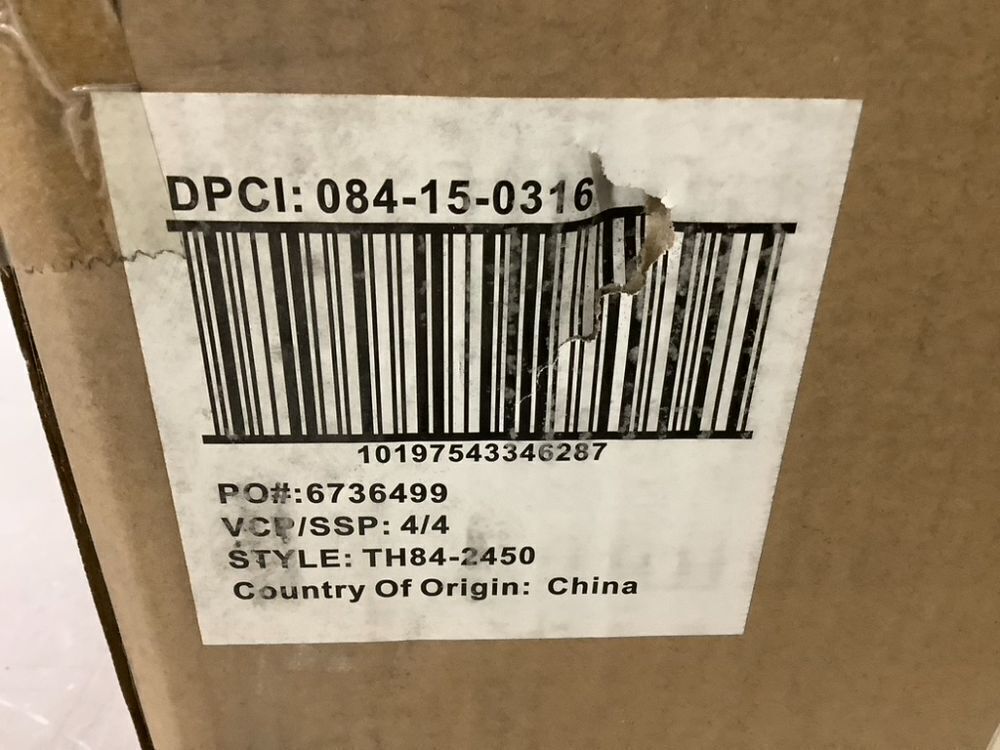 DPCI: 084-15-0316
10197543346287
PO#:6736499
VCP/SSP: 4/4
STYLE: TH84-2450
Country Of Origin: China